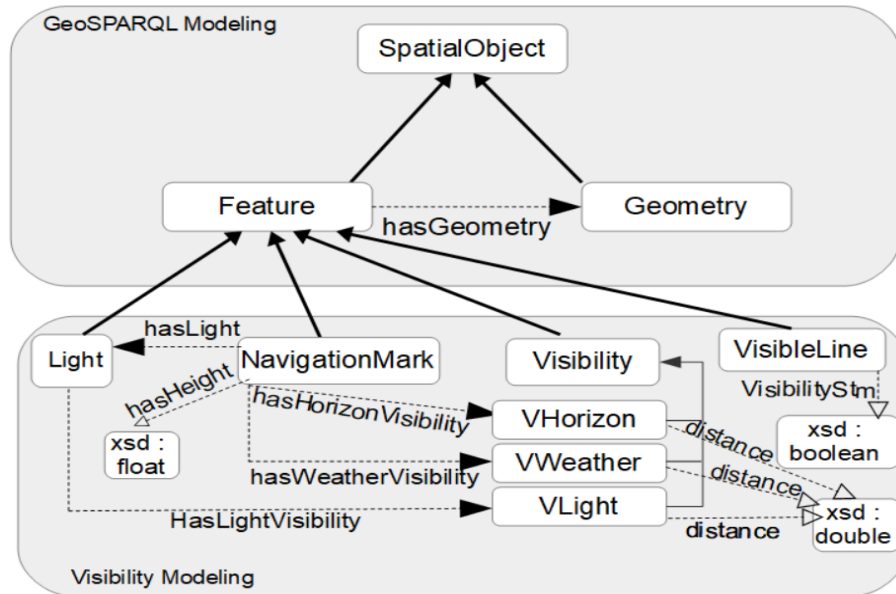 GeoSPARQL Modeling
SpatialObject
Feature
hasGeometry
Geometry
hasLight
Light
NavigationMark
Visibility
VisibleLine
hasHeight
hasHorizonVisibility
VisibilityStm
xsd :
float
VHorizon
distance
xsd :
boolean
hasWeatherVisibility
VWeather
distance
HasLightVisibility
VLight
distance
xsd :
double
Visibility Modeling